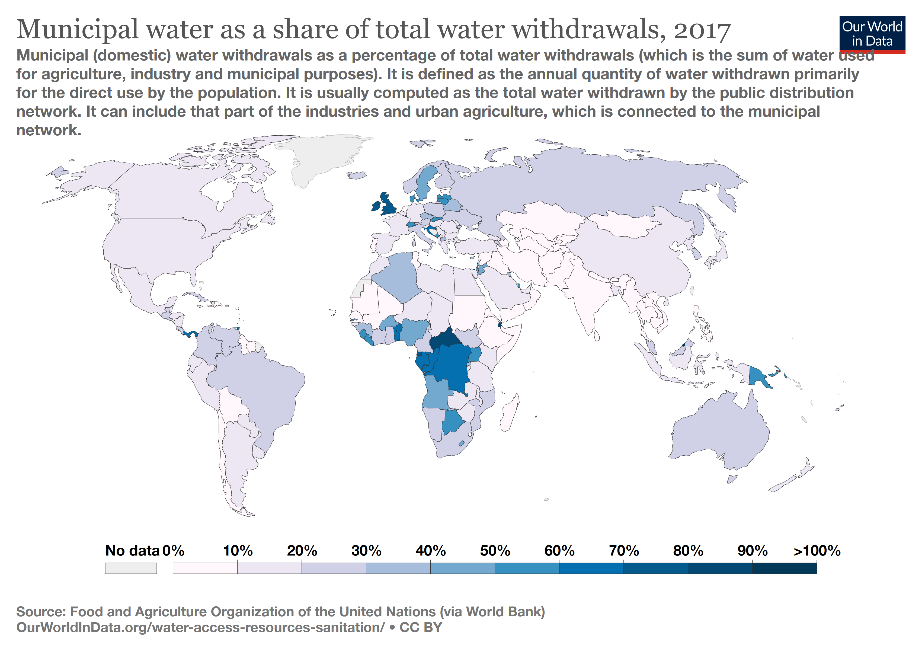 Municipal water as a share of total water withdrawals, 2017
Our World
in Data
Municipal (domestic) water withdrawals as a percentage of total water withdrawals (which is the sum of water used
for agriculture, industry and municipal purposes). It is defined as the annual quantity of water withdrawn primarily
for the direct use by the population. It is usually computed as the total water withdrawn by the public distribution
network. It can include that part of the industries and urban agriculture, which is connected to the municipal
network.
No data 0% 10% 20% 30% 40% 50% 60% 70% 80% 90% >100%
Source: Food and Agriculture Organization of the United Nations (via World Bank)
OurWorldInData.org/water-access-resources-sanitation/ • CC BY